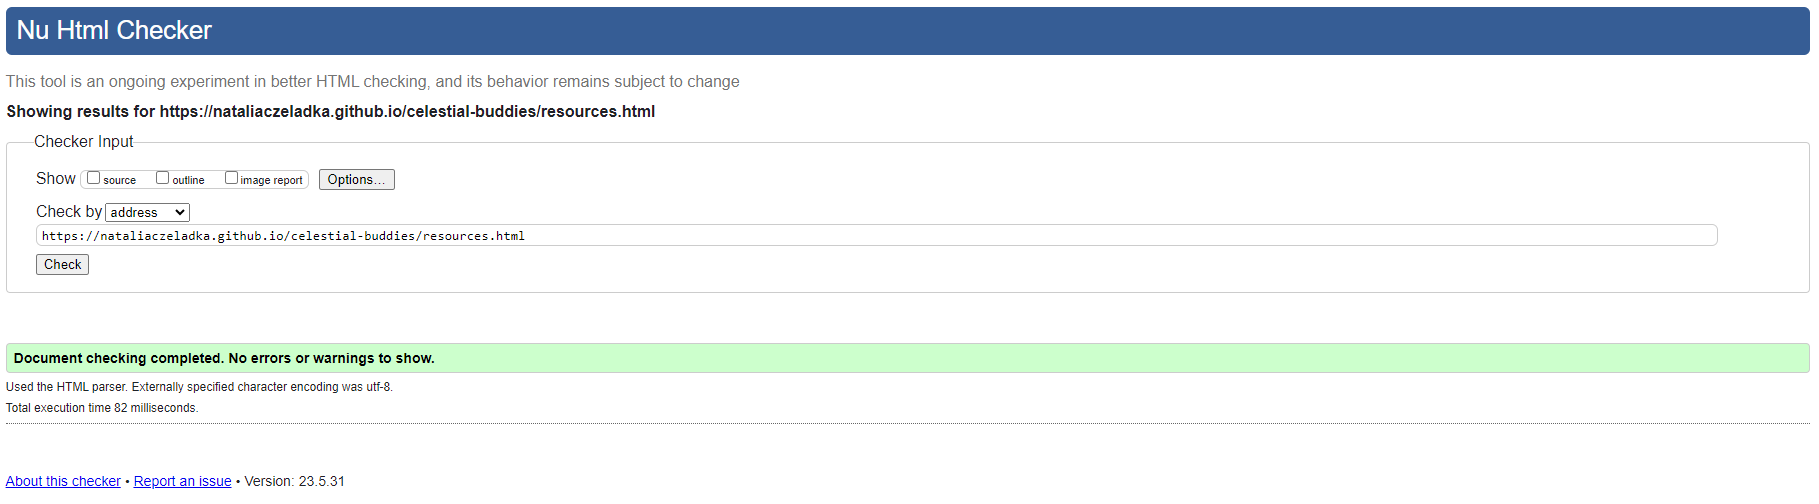 Nu Html Checker
This tool is an ongoing experiment in better HTML checking, and its behavior remains subject to change
Showing results for https://nataliaczeladka.github.io/celestial-buddies/resources.html
Checker Input
Show source outline image report Options...
Check by address
https://nataliaczeladka.github.io/celestial-buddies/resources.html
Check
Document checking completed. No errors or warnings to show.
Used the HTML parser. Externally specified character encoding was utf-8.
Total execution time 82 milliseconds.
About this checker • Report an issue • Version: 23.5.31